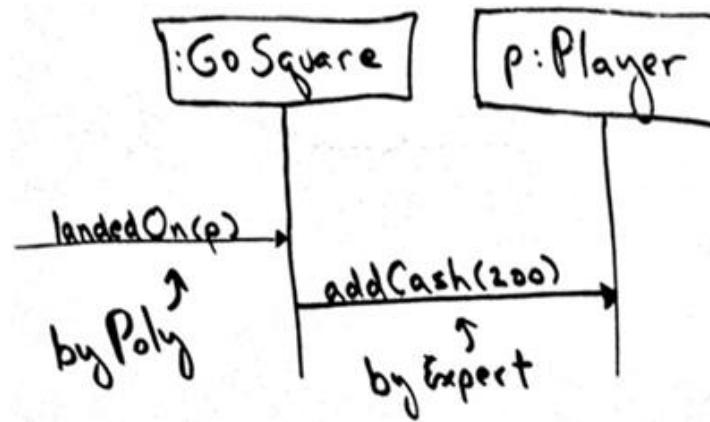 :GoSquare
p:Player
landedOn(p)
addCash(200)
by Poly
by Expert